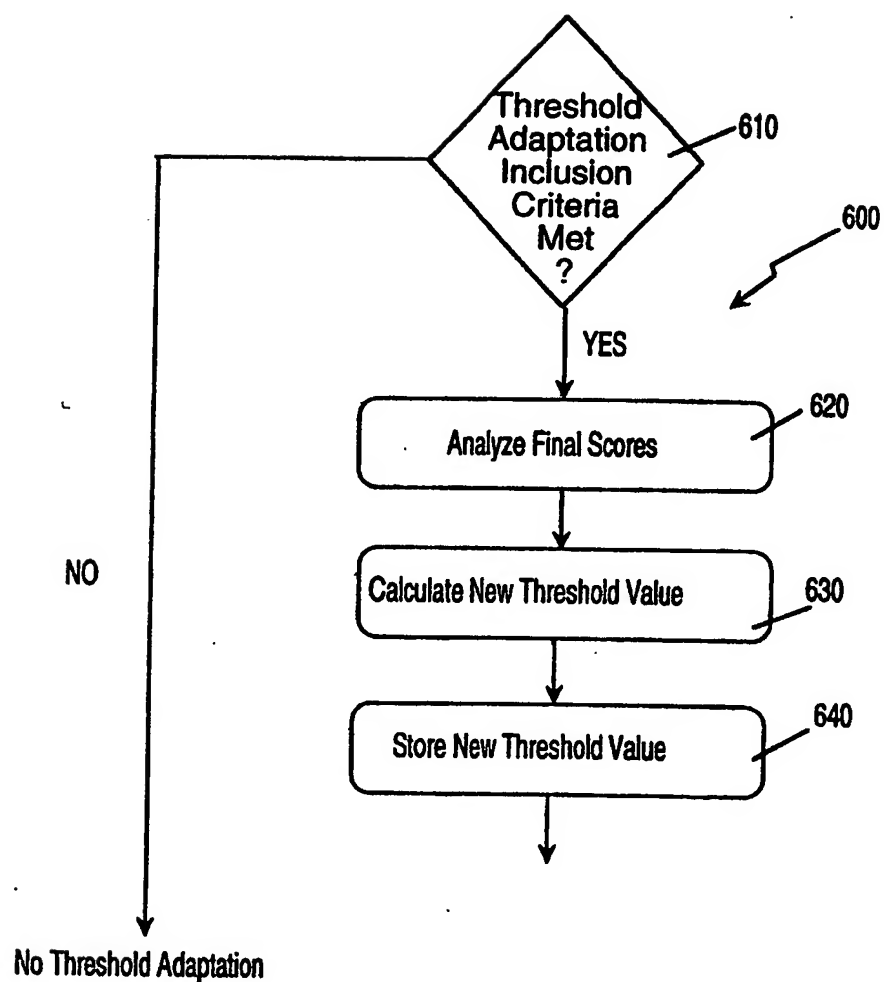 Threshold
Adaptation
Inclusion
Criteria
Met
?
610
600
YES
620
Analyze Final Scores
NO
Calculate New Threshold Value
630
640
Store New Threshold Value
No Threshold Adaptation